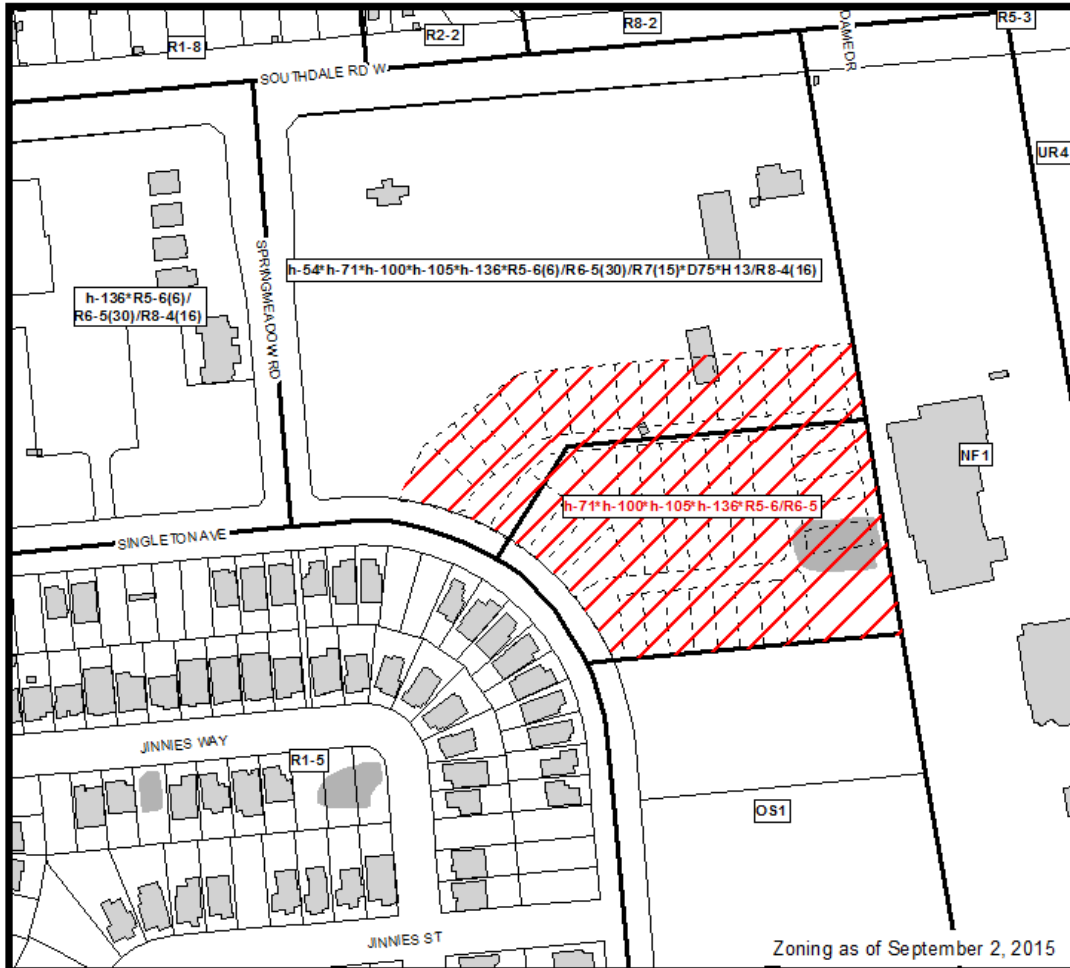 R5-3
R8-2
R2-2
R1-8
DAME DR
SOUTHDALE RD W
UR4
SPRINGMEADOW RD
h-54*h-71*h-100*h-105*h-136*R5-6(6)/R6-5(30)/R7(15)*D75*H13/R8-4(16)
h-136*R5-6(6)/
R6-5(30)/R8-4(16)
NF1
h-71*h-100*h-105*h-136*R5-6/R6-5
SINGLETON AVE
JINNIES WAY
R1-5
OS1
JINNIES ST
Zoning as of September 2, 2015